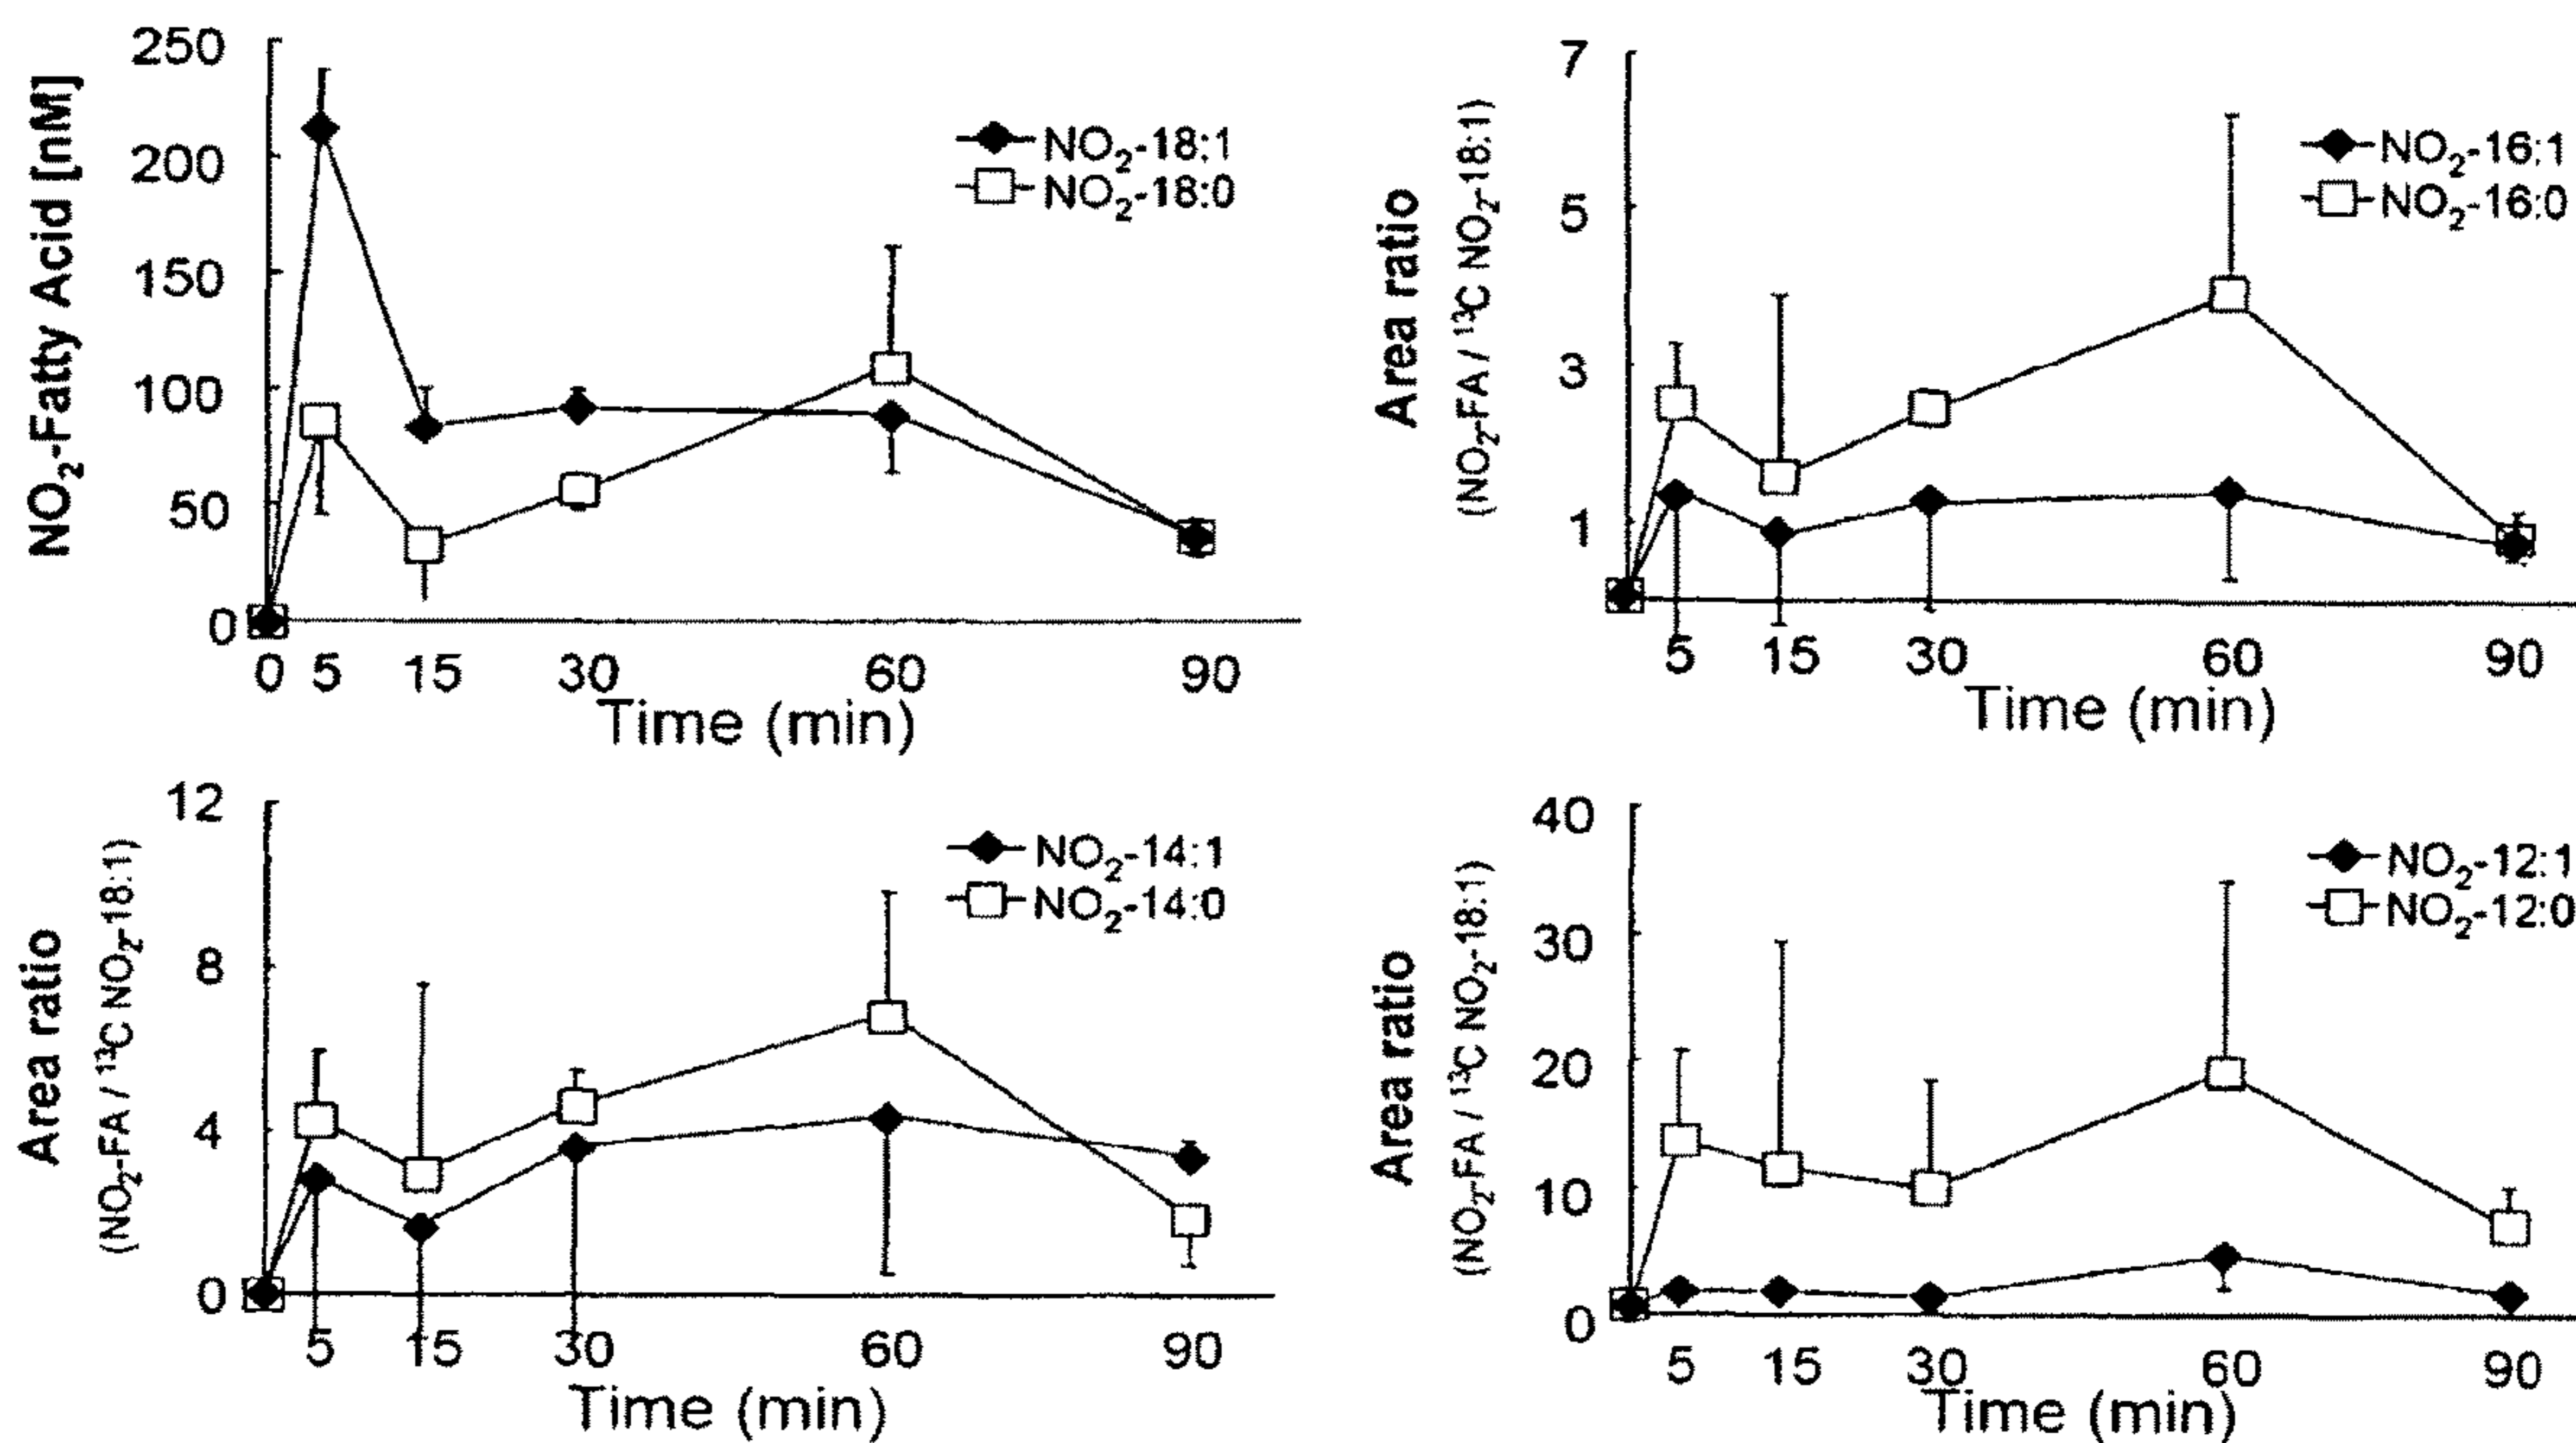 NO₂-Fatty Acid [nM]
250
200
150
100
50
0
0 5 15 30 60 90
Time (min)
NO₂-18:1
NO₂-18:0
Area ratio
(NO₂-FA / ¹³C NO₂-18:1)
7
5
3
1
5 15 30 60 90
Time (min)
NO₂-16:1
NO₂-16:0
Area ratio
(NO₂-FA / ¹³C NO₂-18:1)
12
8
4
0
5 15 30 60 90
Time (min)
NO₂-14:1
NO₂-14:0
Area ratio
(NO₂-FA / ¹³C NO₂-18:1)
40
30
20
10
0
5 15 30 60 90
Time (min)
NO₂-12:1
NO₂-12:0